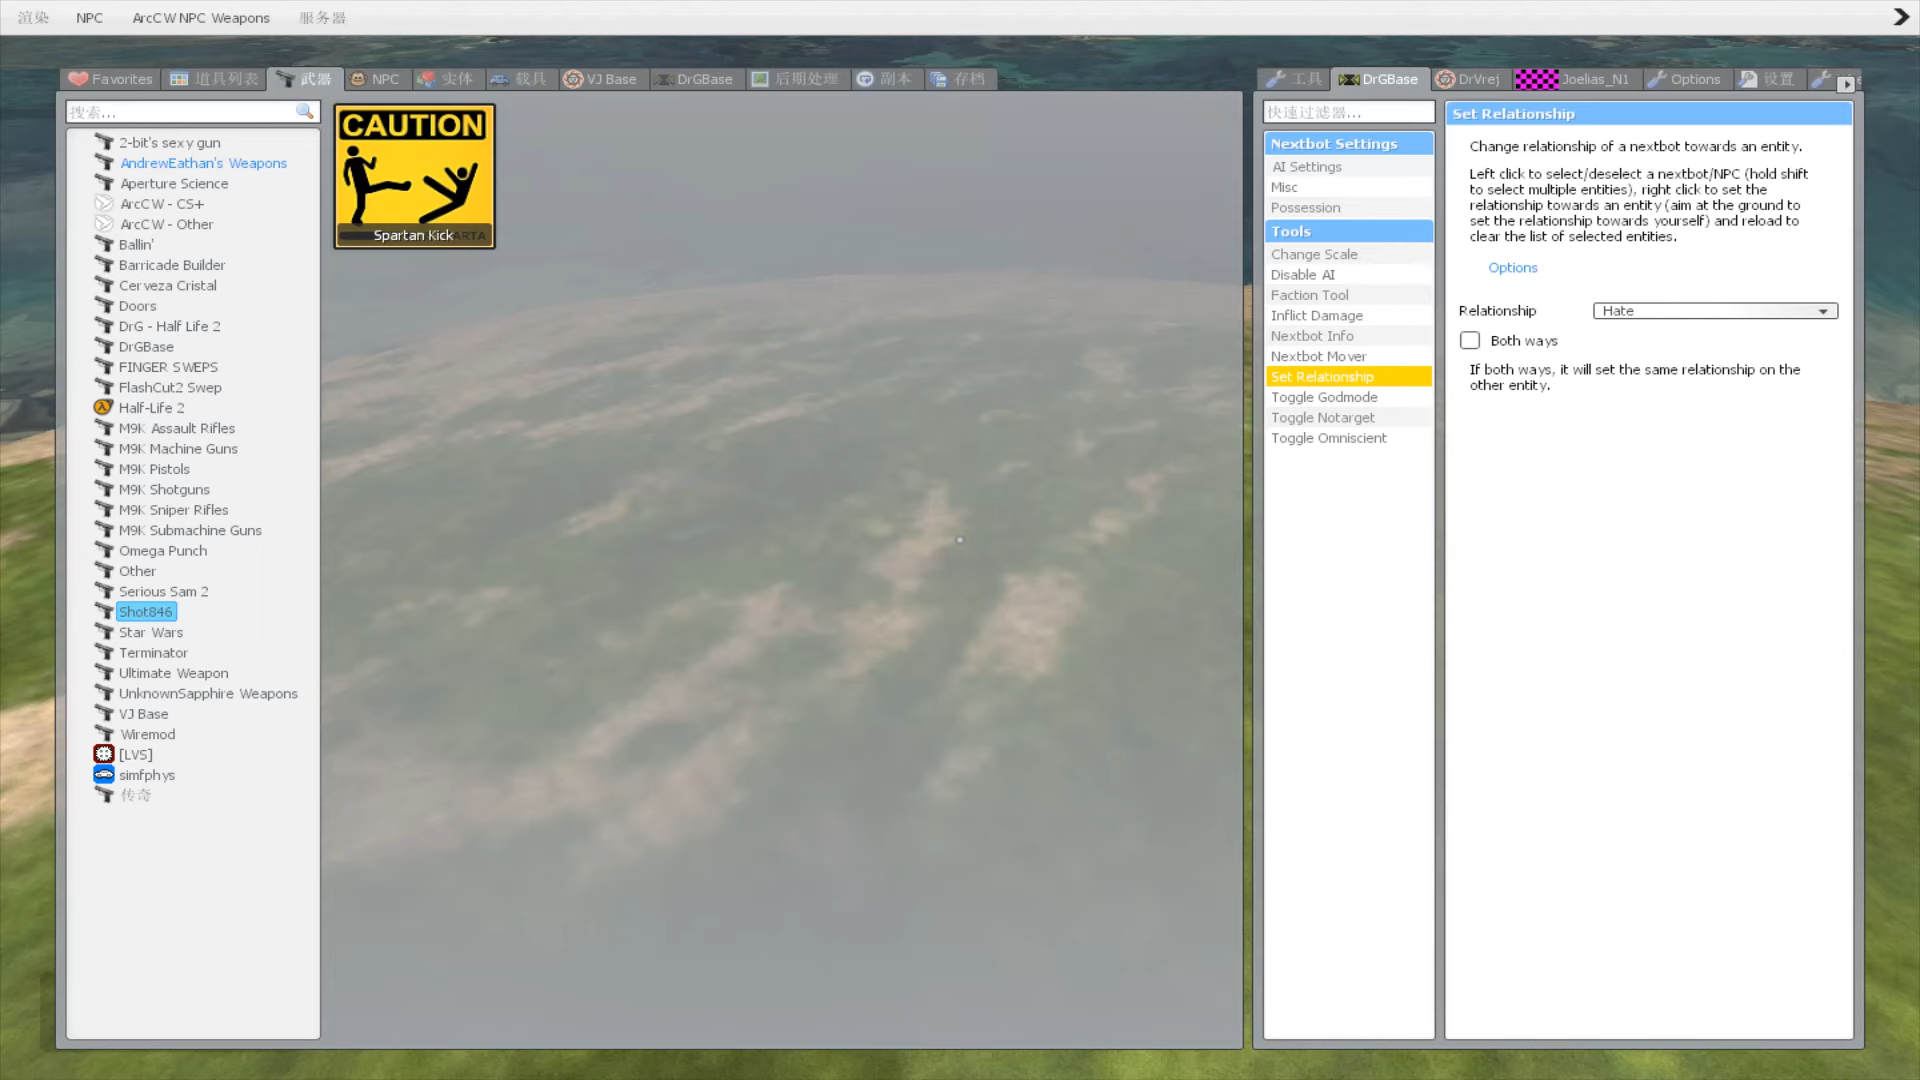 渲染 NPC ArcCW NPC Weapons 服务器
Favorites 道具列表 武器 NPC 实体 载具 VJ Base DrGBase 后期处理 副本 存档
搜索...
2-bit's sexy gun
AndrewEathan's Weapons
Aperture Science
ArcCW - CS+
ArcCW - Other
Ballin'
Barricade Builder
Cerveza Cristal
Doors
DrG - Half Life 2
DrGBase
FINGER SWEPS
FlashCut2 Swep
Half-Life 2
M9K Assault Rifles
M9K Machine Guns
M9K Pistols
M9K Shotguns
M9K Sniper Rifles
M9K Submachine Guns
Omega Punch
Other
Serious Sam 2
Shot846
Star Wars
Terminator
Ultimate Weapon
UnknownSapphire Weapons
VJ Base
Wiremod
[LVS]
simfphys
传奇
CAUTION
Spartan Kick
工具 DrGBase DrVrej Joelias_N1 Options 设置
快速过滤器...
Nextbot Settings
AI Settings
Misc
Possession
Tools
Change Scale
Disable AI
Faction Tool
Inflict Damage
Nextbot Info
Nextbot Mover
Set Relationship
Toggle Godmode
Toggle Notarget
Toggle Omniscient
Set Relationship
Change relationship of a nextbot towards an entity.
Left click to select/deselect a nextbot/NPC (hold shift
to select multiple entities), right click to set the
relationship towards an entity (aim at the ground to
set the relationship towards yourself) and reload to
clear the list of selected entities.
Options
Relationship Hate
Both ways
If both ways, it will set the same relationship on the
other entity.